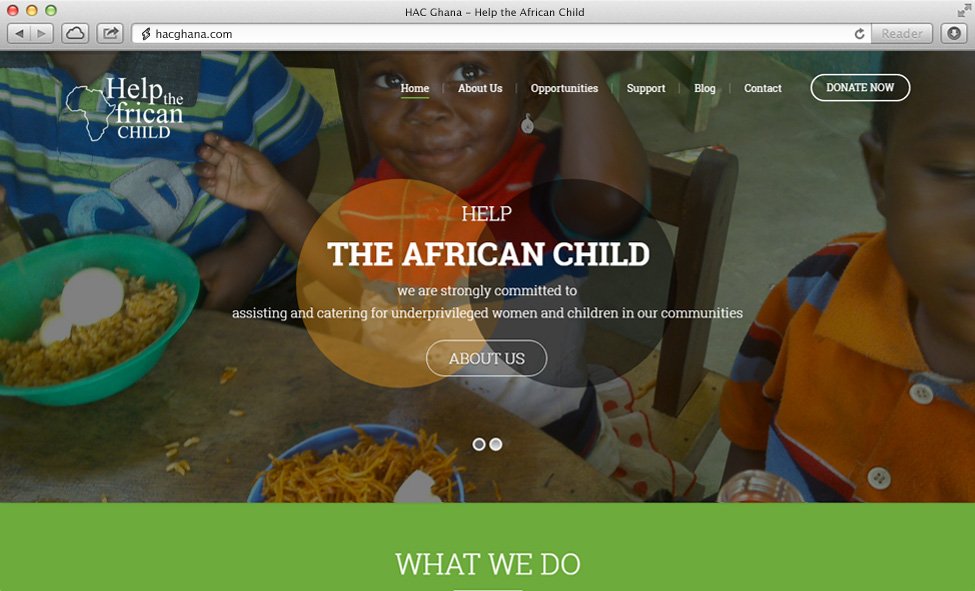 HAC Ghana – Help the African Child
hacghana.com
Reader
Help the
African
CHILD
Home
About Us
Opportunities
Support
Blog
Contact
DONATE NOW
HELP
THE AFRICAN CHILD
we are strongly committed to
assisting and catering for underprivileged women and children in our communities
ABOUT US
WHAT WE DO